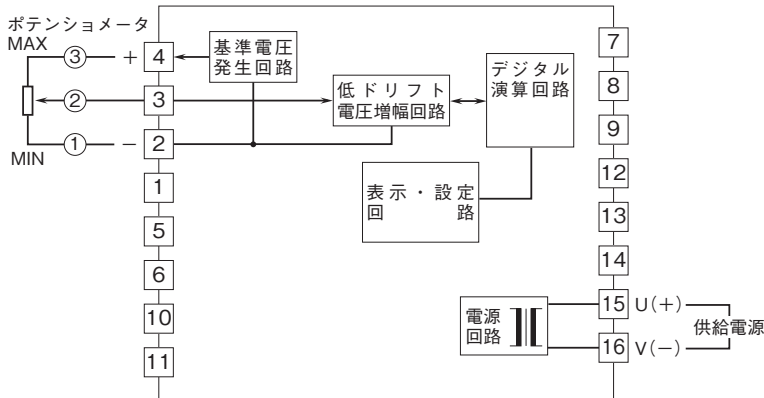 ポテンショメータ
MAX
③
+
4
基準電圧
発生回路
②
3
低ドリフト
電圧増幅回路
デジタル
演算回路
①
−
2
MIN
1
表示・設定
回路
5
6
10
11
7
8
9
12
13
14
電源
回路
15 U(+)
供給電源
16 V(−)